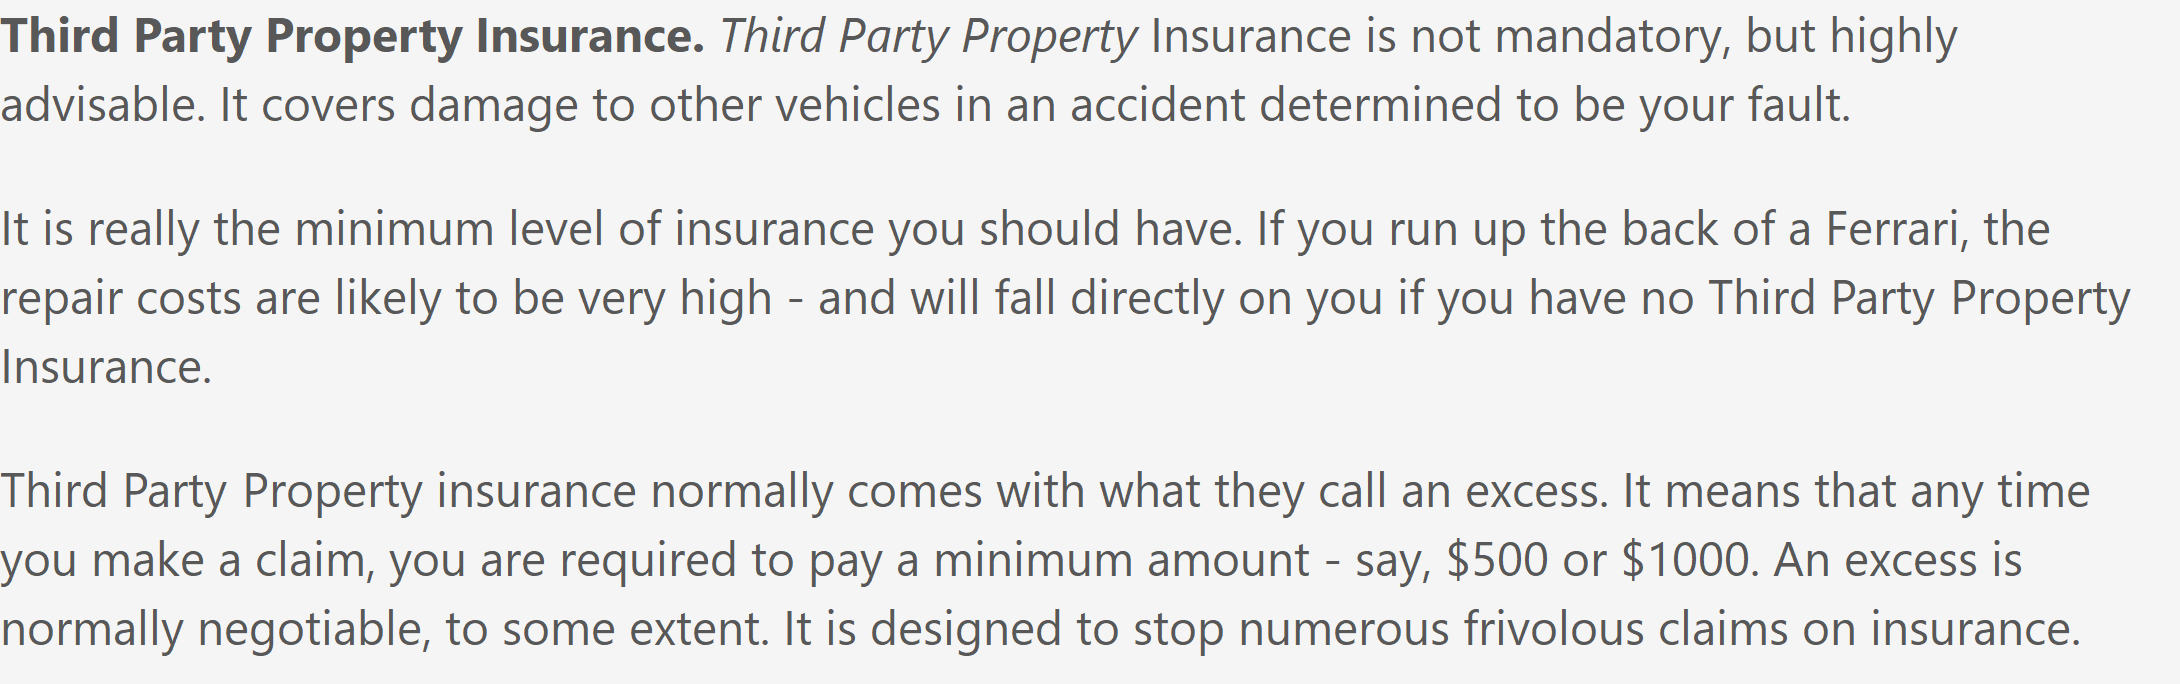 Third Party Property Insurance. Third Party Property Insurance is not mandatory, but highly
advisable. It covers damage to other vehicles in an accident determined to be your fault.
It is really the minimum level of insurance you should have. If you run up the back of a Ferrari, the
repair costs are likely to be very high - and will fall directly on you if you have no Third Party Property
Insurance.
Third Party Property insurance normally comes with what they call an excess. It means that any time
you make a claim, you are required to pay a minimum amount - say, $500 or $1000. An excess is
normally negotiable, to some extent. It is designed to stop numerous frivolous claims on insurance.